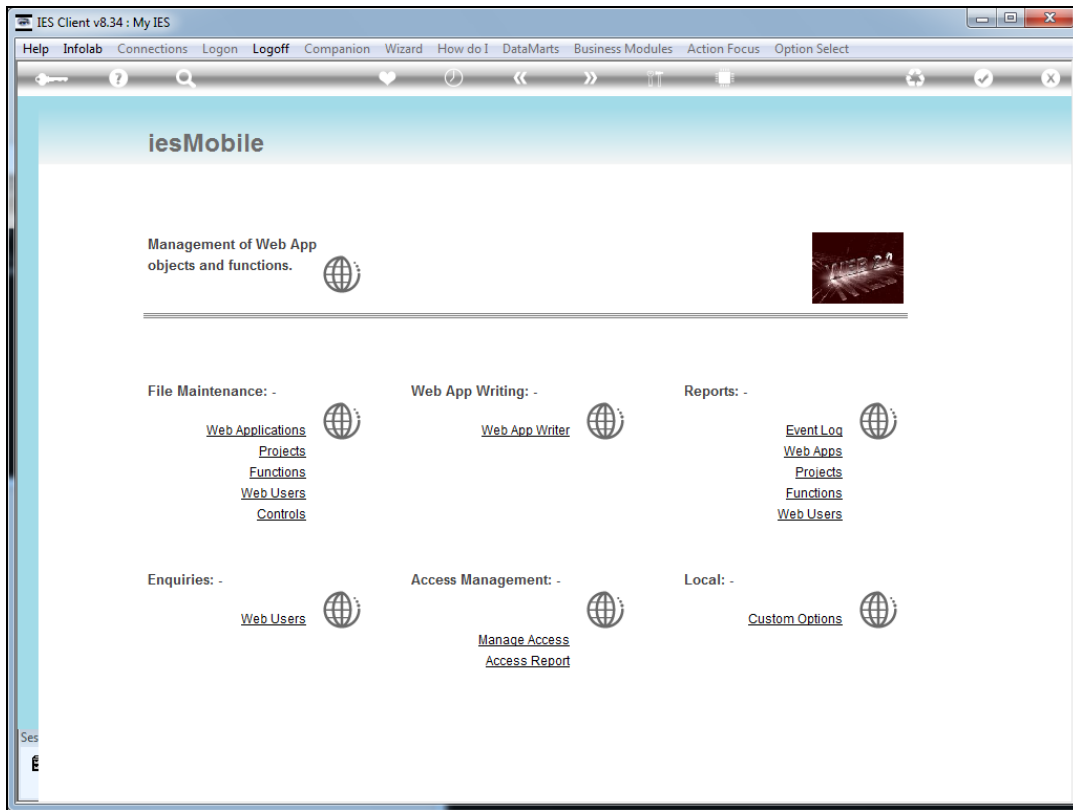 IES Client v8.34 : My IES
Help Infolab Connections Logon Logoff Companion Wizard How do I DataMarts Business Modules Action Focus Option Select
iesMobile
Management of Web App
objects and functions.
File Maintenance: -
Web Applications
Projects
Functions
Web Users
Controls
Web App Writing: -
Web App Writer
Reports: -
Event Log
Web Apps
Projects
Functions
Web Users
Enquiries: -
Web Users
Access Management: -
Manage Access
Access Report
Local: -
Custom Options
Ses